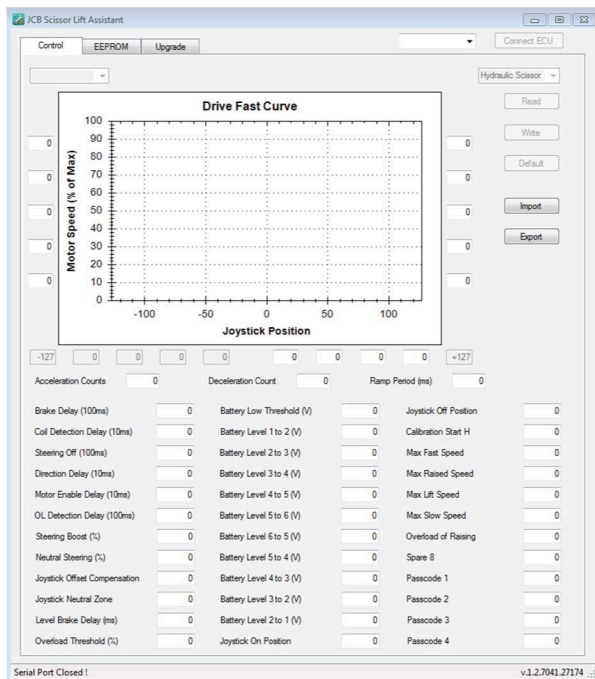 JCB Scissor Lift Assistant
Control EEPROM Upgrade Connect ECU
Hydraulic Scissor
Drive Fast Curve
Read
Write
Default
Import
Export
Motor Speed (% of Max)
100
0 90 0
80
0 70 0
60
0 50 0
40
0 30 0
20
0 10 0
0
-100 -50 0 50 100
Joystick Position
-127 0 0 0 0 0 0 0 0 +127
Acceleration Counts 0 Deceleration Count 0 Ramp Period (ms) 0
Brake Delay (100ms) 0 Battery Low Threshold (V) 0 Joystick Off Position 0
Coil Detection Delay (10ms) 0 Battery Level 1 to 2 (V) 0 Calibration Start H 0
Steering Off (100ms) 0 Battery Level 2 to 3 (V) 0 Max Fast Speed 0
Direction Delay (10ms) 0 Battery Level 3 to 4 (V) 0 Max Raised Speed 0
Motor Enable Delay (10ms) 0 Battery Level 4 to 5 (V) 0 Max Lift Speed 0
OL Detection Delay (100ms) 0 Battery Level 5 to 6 (V) 0 Max Slow Speed 0
Steering Boost (%) 0 Battery Level 6 to 5 (V) 0 Overload of Raising 0
Neutral Steering (%) 0 Battery Level 5 to 4 (V) 0 Spare 8 0
Joystick Offset Compensation 0 Battery Level 4 to 3 (V) 0 Passcode 1 0
Joystick Neutral Zone 0 Battery Level 3 to 2 (V) 0 Passcode 2 0
Level Brake Delay (ms) 0 Battery Level 2 to 1 (V) 0 Passcode 3 0
Overload Threshold (%) 0 Joystick On Position 0 Passcode 4 0
Serial Port Closed ! v.1.2.7041.27174